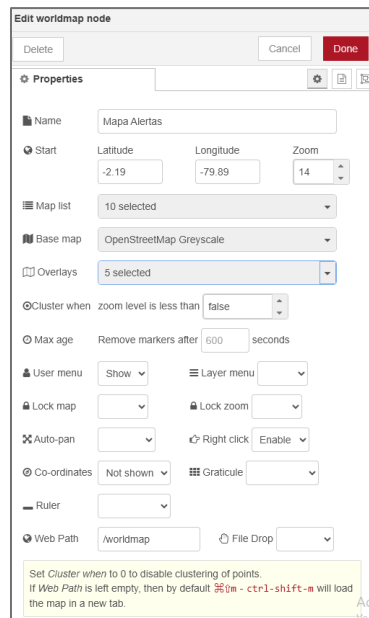 Edit worldmap node
Delete Cancel Done
Properties
Name Mapa Alertas
Start Latitude Longitude Zoom
-2.19 -79.89 14
Map list 10 selected
Base map OpenStreetMap Greyscale
Overlays 5 selected
Cluster when zoom level is less than false
Max age Remove markers after 600 seconds
User menu Show Layer menu
Lock map Lock zoom
Auto-pan Right click Enable
Co-ordinates Not shown Graticule
Ruler
Web Path /worldmap File Drop
Set Cluster when to 0 to disable clustering of points.
If Web Path is left empty, then by default ⌘⇧m - ctrl-shift-m will load
the map in a new tab.